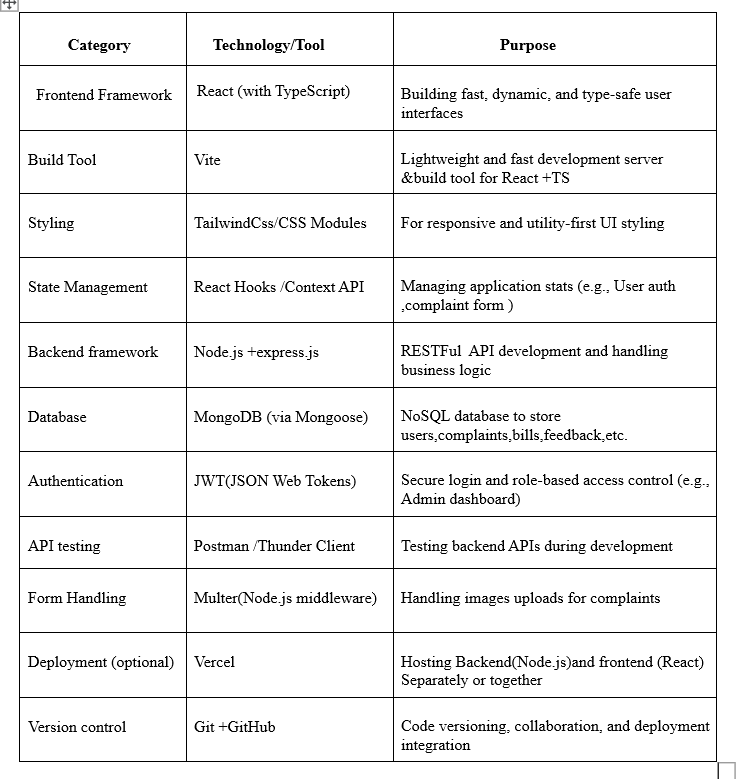 Category Technology/Tool Purpose
Frontend Framework React (with TypeScript) Building fast, dynamic, and type-safe user
interfaces
Build Tool Vite Lightweight and fast development server
&build tool for React +TS
Styling TailwindCss/CSS Modules For responsive and utility-first UI styling
State Management React Hooks /Context API Managing application stats (e.g., User auth
,complaint form )
Backend framework Node.js +express.js RESTFul API development and handling
business logic
Database MongoDB (via Mongoose) NoSQL database to store
users,complaints,bills,feedback,etc.
Authentication JWT(JSON Web Tokens) Secure login and role-based access control (e.g.,
Admin dashboard)
API testing Postman /Thunder Client Testing backend APIs during development
Form Handling Multer(Node.js middleware) Handling images uploads for complaints
Deployment (optional) Vercel Hosting Backend(Node.js)and frontend (React)
Separately or together
Version control Git +GitHub Code versioning, collaboration, and deployment
integration